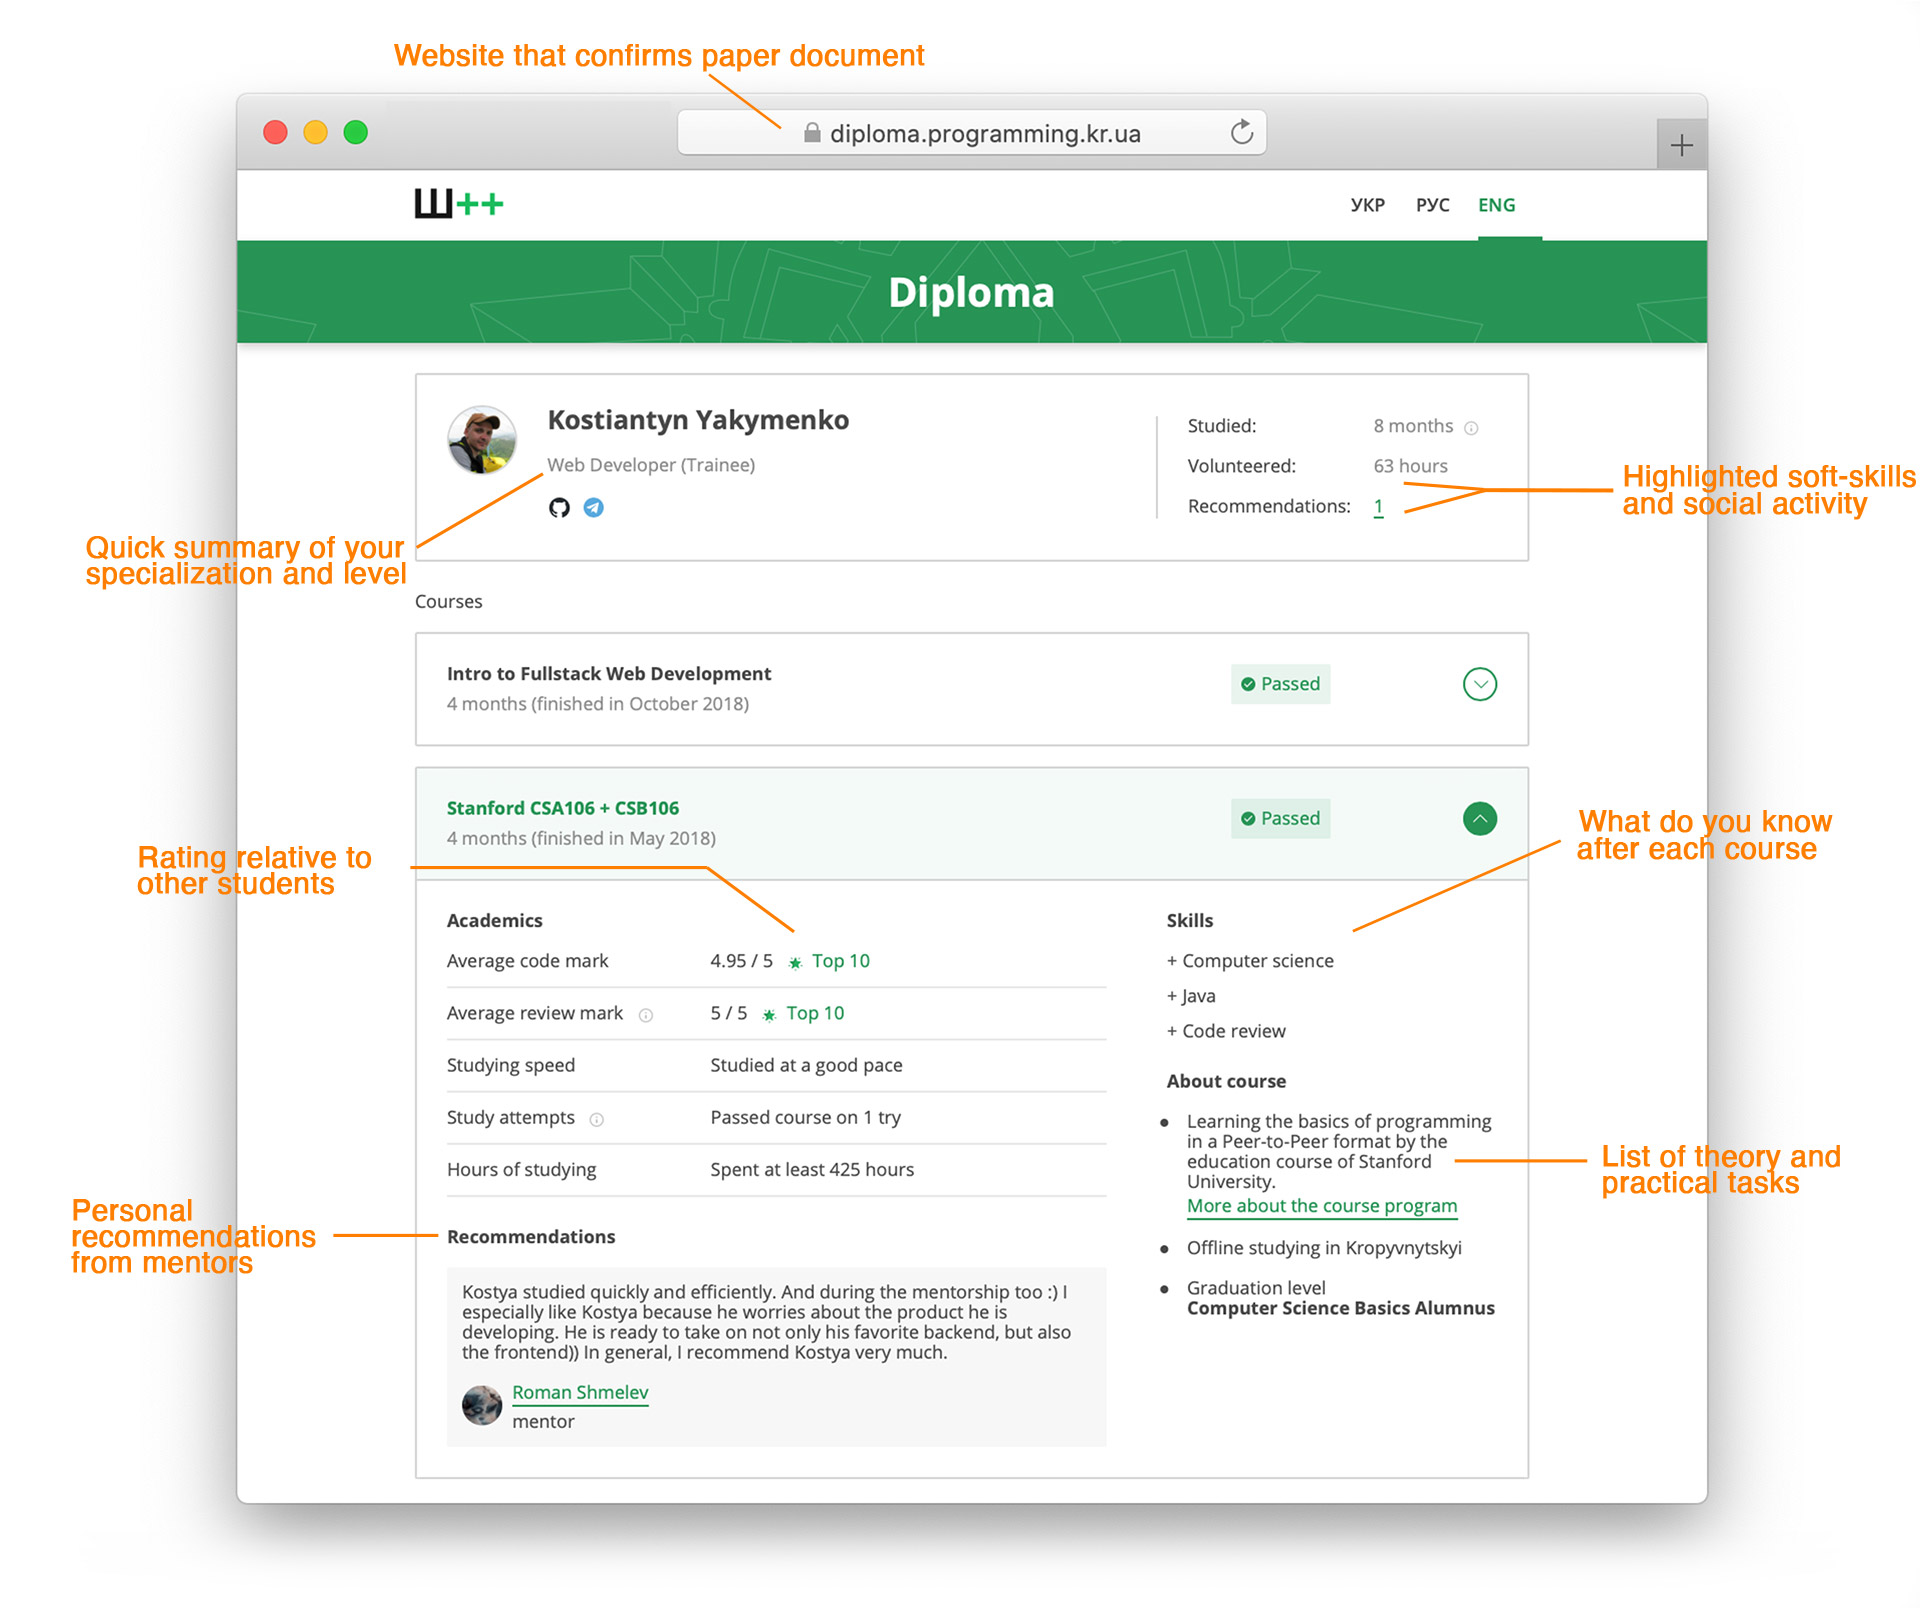 Website that confirms paper document
diploma.programming.kr.ua
Ш++
УКР РУС ENG
Diploma
Kostiantyn Yakymenko
Web Developer (Trainee)
Studied: 8 months
Volunteered: 63 hours
Recommendations: 1
Highlighted soft-skills
and social activity
Quick summary of your
specialization and level
Courses
Intro to Fullstack Web Development
4 months (finished in October 2018)
Passed
Stanford CSA106 + CSB106
4 months (finished in May 2018)
Passed
What do you know
after each course
Rating relative to
other students
Academics
Average code mark 4.95 / 5 Top 10
Average review mark 5 / 5 Top 10
Studying speed Studied at a good pace
Study attempts Passed course on 1 try
Hours of studying Spent at least 425 hours
Skills
+ Computer science
+ Java
+ Code review
About course
Learning the basics of programming
in a Peer-to-Peer format by the
education course of Stanford
University.
More about the course program
Offline studying in Kropyvnytskyi
Graduation level
Computer Science Basics Alumnus
List of theory and
practical tasks
Personal
recommendations
from mentors
Recommendations
Kostya studied quickly and efficiently. And during the mentorship too :) I
especially like Kostya because he worries about the product he is
developing. He is ready to take on not only his favorite backend, but also
the frontend)) In general, I recommend Kostya very much.
Roman Shmelev
mentor